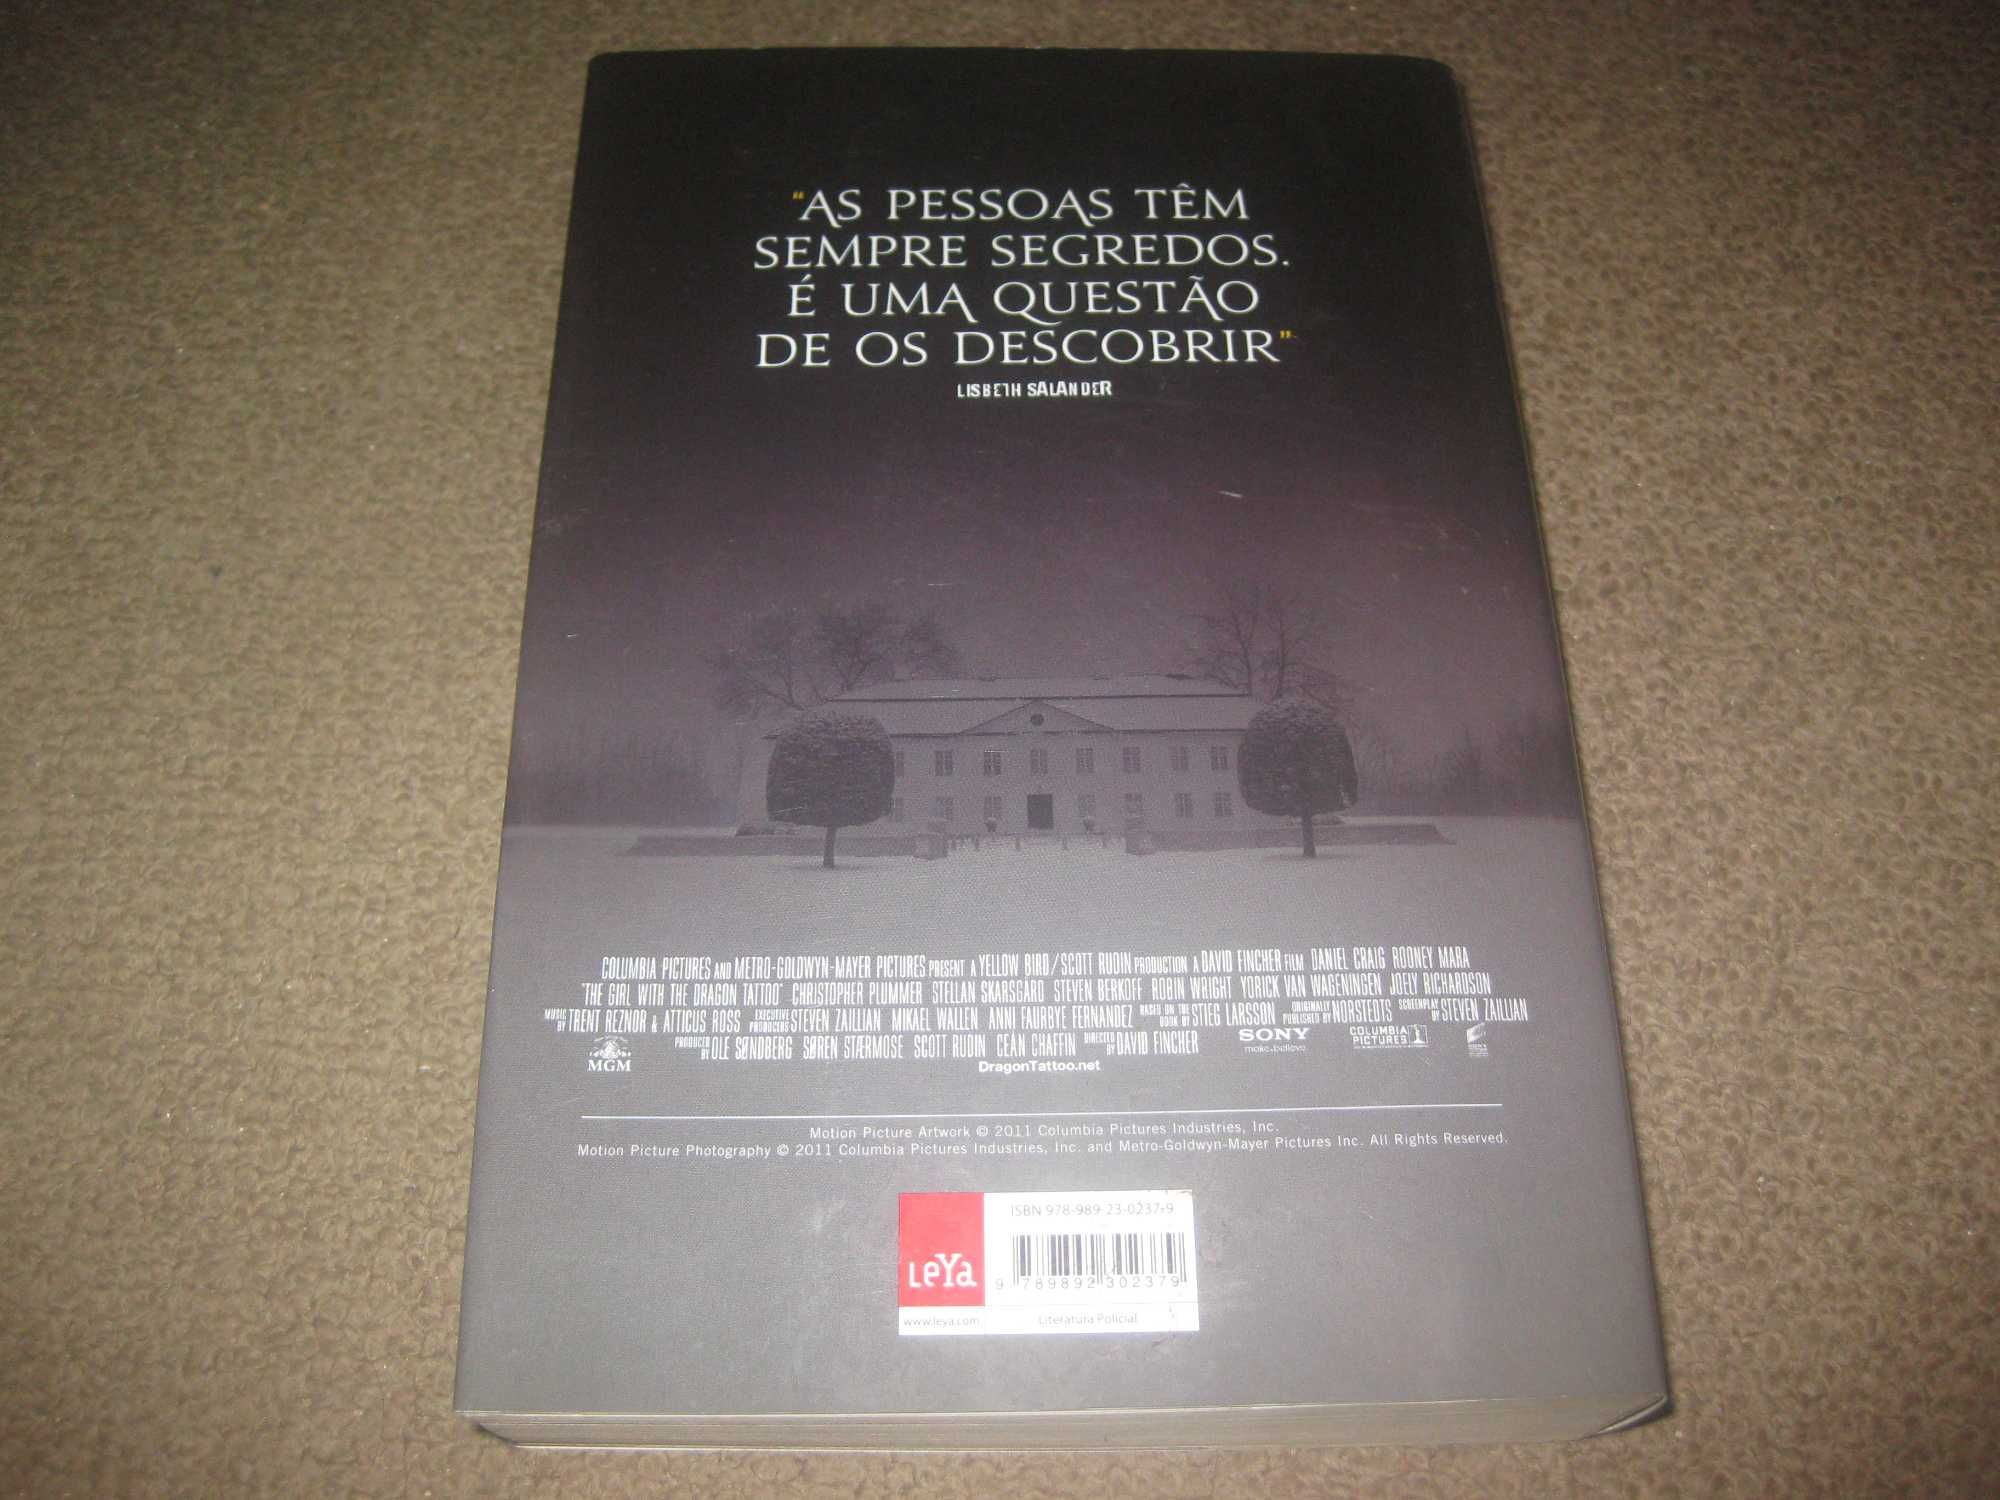 "AS PESSOAS TÊM
SEMPRE SEGREDOS.
É UMA QUESTÃO
DE OS DESCOBRIR"
LISBETH SALANDER
COLUMBIA PICTURES AND METRO-GOLDWYN-MAYER PICTURES PRESENT A YELLOW BIRD/SCOTT RUDIN PRODUCTION A DAVID FINCHER FILM DANIEL CRAIG ROONEY MARA
"THE GIRL WITH THE DRAGON TATTOO" CHRISTOPHER PLUMMER STELLAN SKARSGÅRD STEVEN BERKOFF ROBIN WRIGHT YORICK VAN WAGENINGEN JOELY RICHARDSON
MUSIC BY TRENT REZNOR & ATTICUS ROSS EXECUTIVE PRODUCERS STEVEN ZAILLIAN MIKAEL WALLEN ANNI FAURBYE FERNANDEZ BASED ON THE BOOK BY STIEG LARSSON ORIGINALLY PUBLISHED BY NORSTEDTS SCREENPLAY BY STEVEN ZAILLIAN
PRODUCED BY OLE SØNDBERG SØREN STÆRMOSE SCOTT RUDIN CEÁN CHAFFIN DIRECTED BY DAVID FINCHER
MGM
SONY
make.believe
COLUMBIA
PICTURES
DragonTattoo.net
Motion Picture Artwork © 2011 Columbia Pictures Industries, Inc.
Motion Picture Photography © 2011 Columbia Pictures Industries, Inc. and Metro-Goldwyn-Mayer Pictures Inc. All Rights Reserved.
LeYa
www.leya.com
ISBN 978-989-23-0237-9
9 789892 302379
Literatura Policial